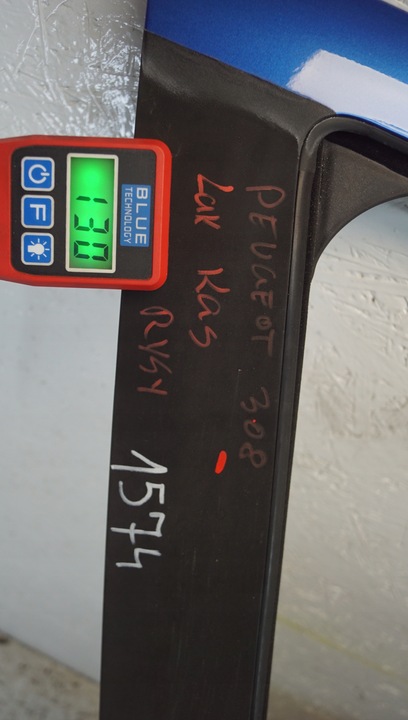 PEUGEOT 308
Lak Kas
RYSY
1574
BLUE
TECHNOLOGY
130
F